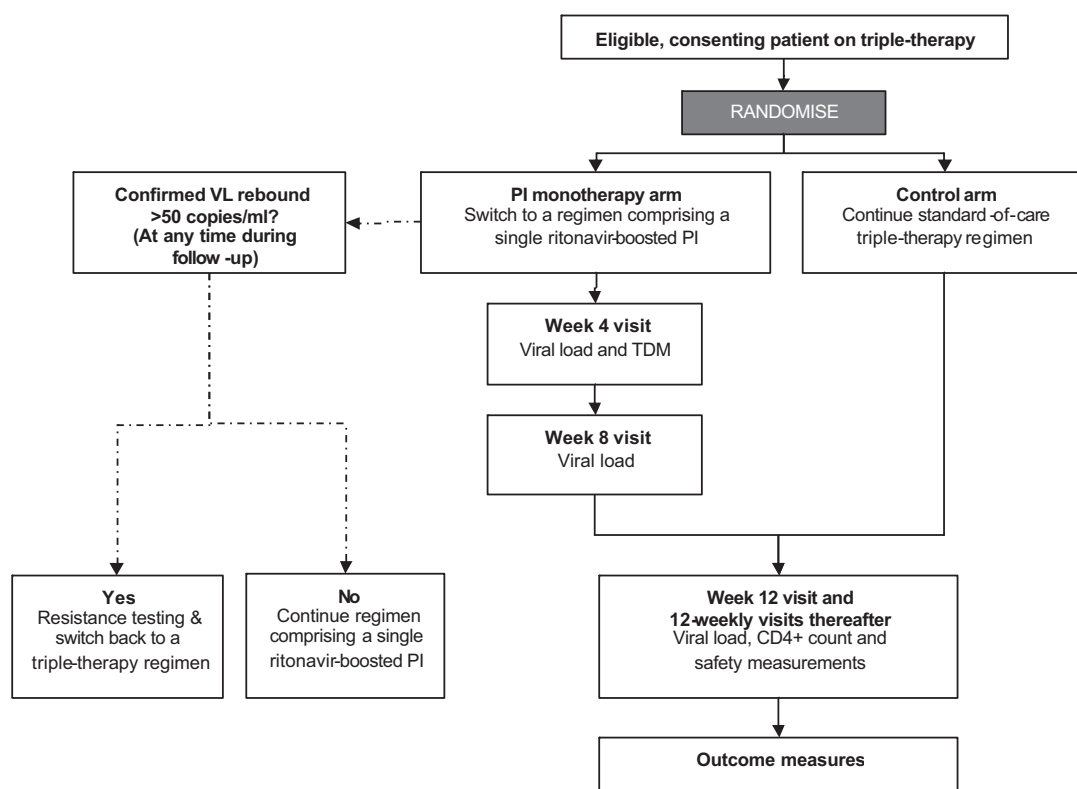 Eligible, consenting patient on triple-therapy
RANDOMISE
Confirmed VL rebound
>50 copies/ml?
(At any time during
follow -up)
PI monotherapy arm
Switch to a regimen comprising a
single ritonavir-boosted PI
Control arm
Continue standard -of-care
triple-therapy regimen
Week 4 visit
Viral load and TDM
Week 8 visit
Viral load
Yes
Resistance testing &
switch back to a
triple-therapy regimen
No
Continue regimen
comprising a single
ritonavir-boosted PI
Week 12 visit and
12-weekly visits thereafter
Viral load, CD4+ count and
safety measurements
Outcome measures